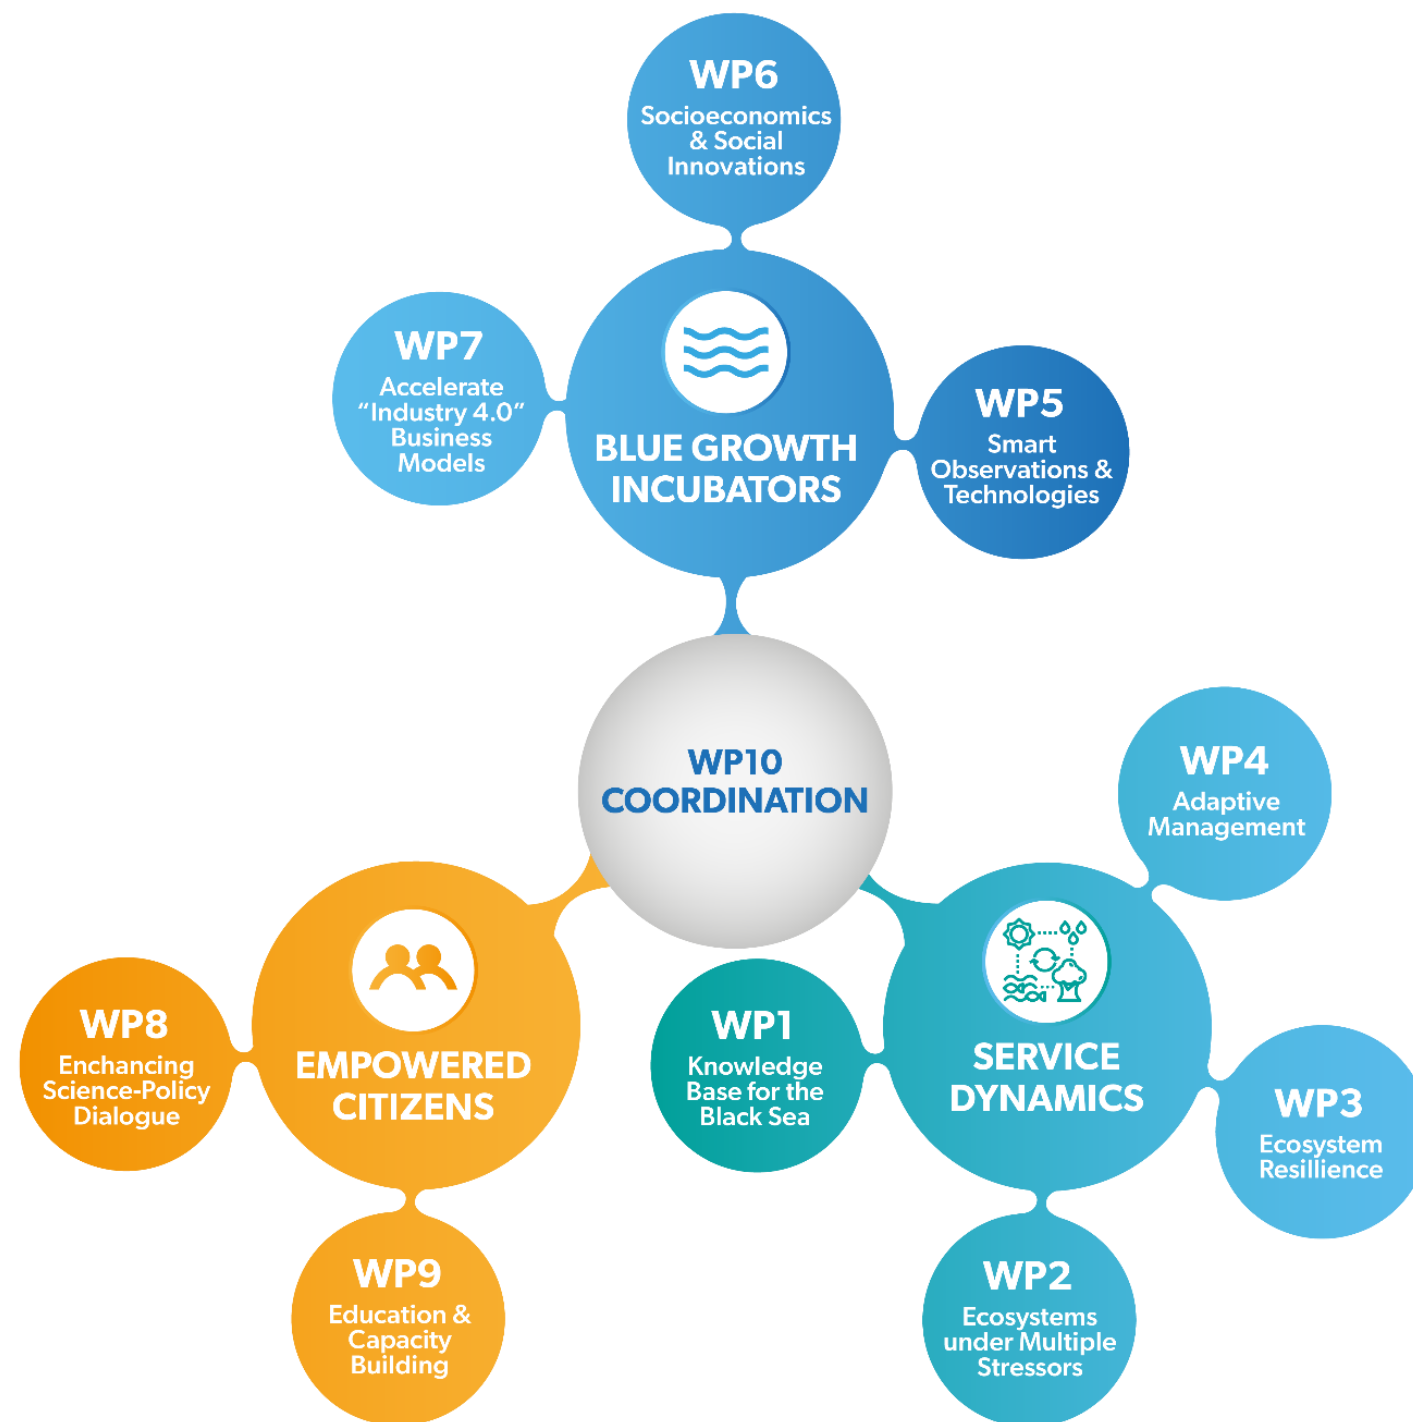 WP6
Socioeconomics
& Social
Innovations
WP7
Accelerate
“Industry 4.0”
Business
Models
BLUE GROWTH
INCUBATORS
WP5
Smart
Observations &
Technologies
WP10
COORDINATION
WP4
Adaptive
Management
WP8
Enchancing
Science-Policy
Dialogue
EMPOWERED
CITIZENS
WP1
Knowledge
Base for the
Black Sea
SERVICE
DYNAMICS
WP3
Ecosystem
Resillience
WP9
Education &
Capacity
Building
WP2
Ecosystems
under Multiple
Stressors